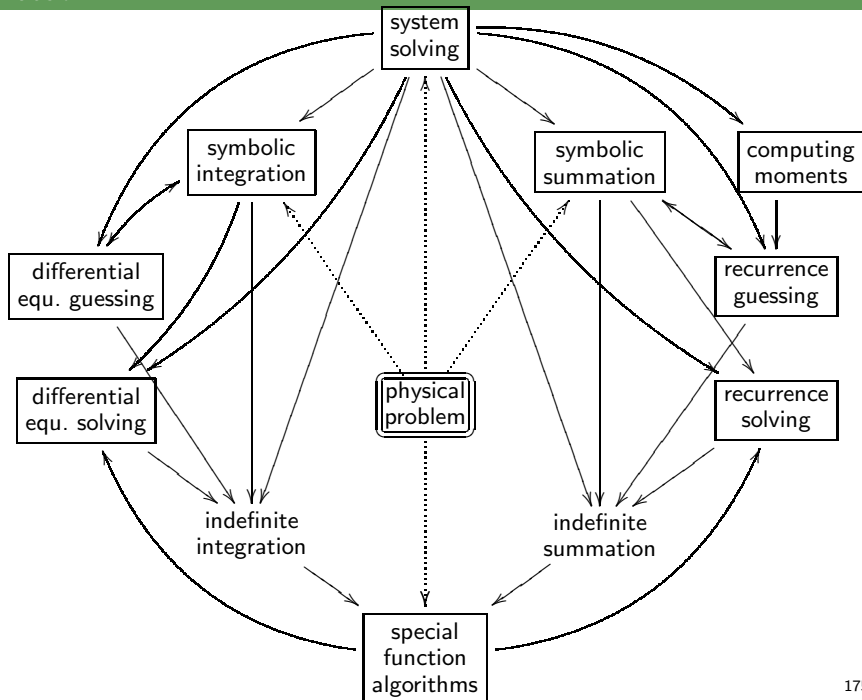 system
solving
symbolic
integration
symbolic
summation
computing
moments
differential
equ. guessing
recurrence
guessing
differential
equ. solving
physical
problem
recurrence
solving
indefinite
integration
indefinite
summation
special
function
algorithms